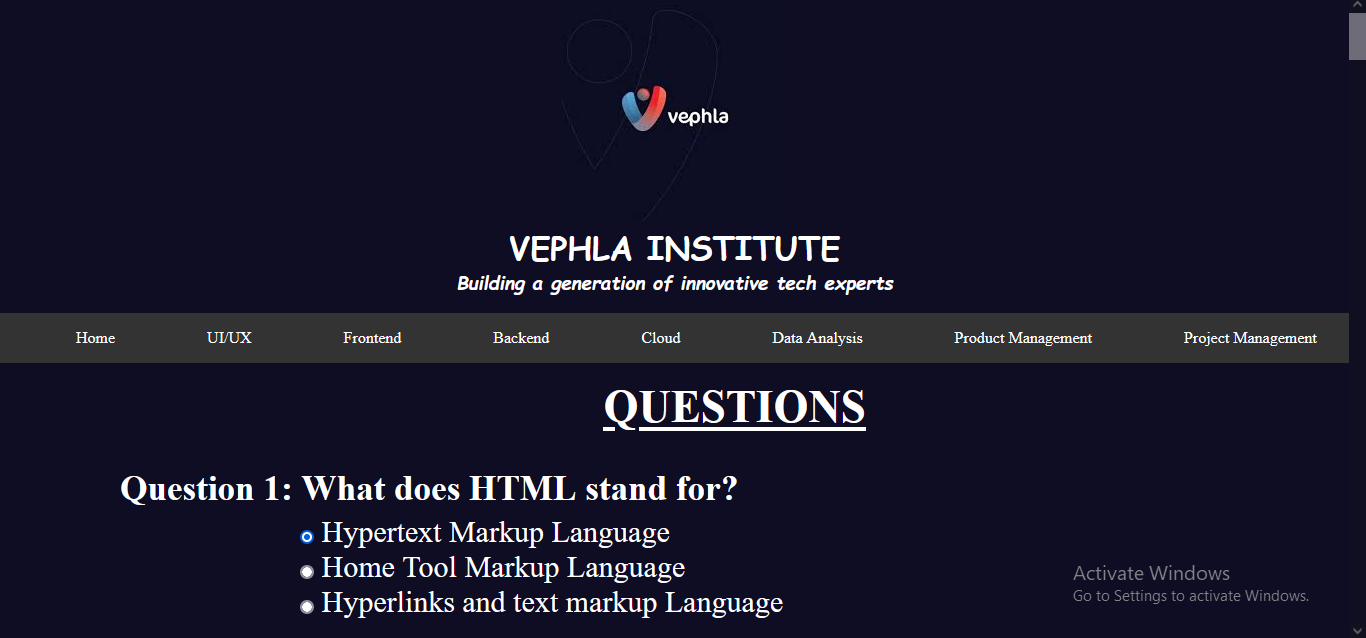 vephla
VEPHLA INSTITUTE
Building a generation of innovative tech experts
Home UI/UX Frontend Backend Cloud Data Analysis Product Management Project Management
QUESTIONS
Question 1: What does HTML stand for?
Hypertext Markup Language
Home Tool Markup Language
Hyperlinks and text markup Language
Activate Windows
Go to Settings to activate Windows.